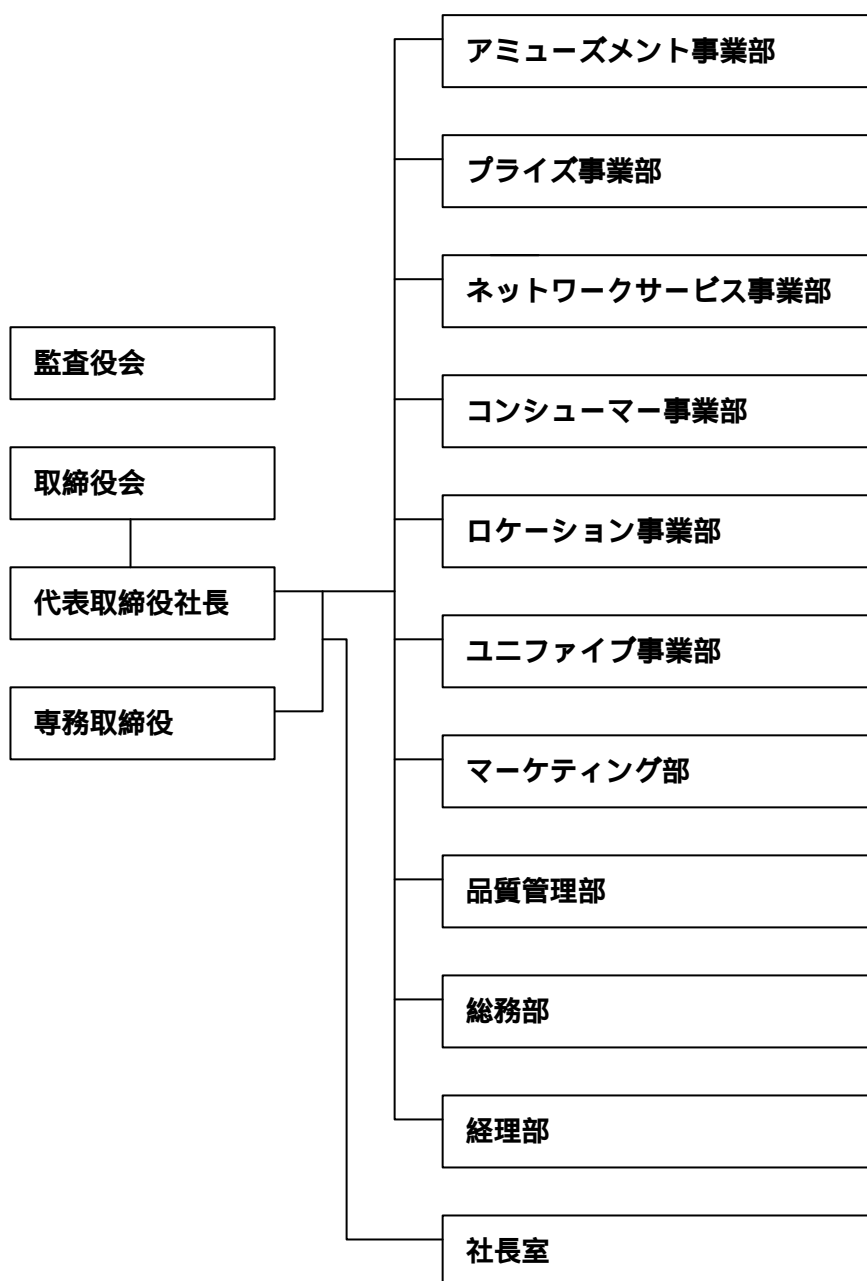 監査役会
取締役会
代表取締役社長
専務取締役
アミューズメント事業部
プライズ事業部
ネットワークサービス事業部
コンシューマー事業部
ロケーション事業部
ユニファイブ事業部
マーケティング部
品質管理部
総務部
経理部
社長室